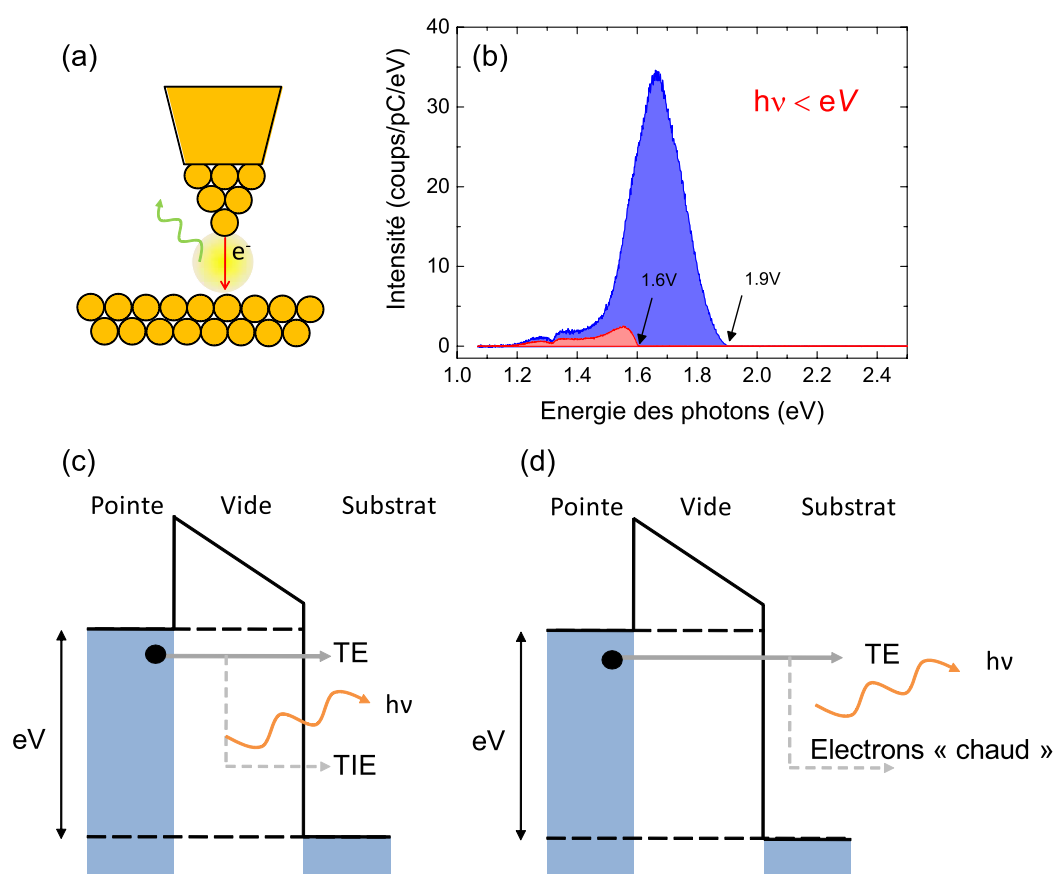 (a)
e⁻
(b)
hν < eV
Intensité (coups/pC/eV)
40
30
20
10
0
1.6V
1.9V
1.0 1.2 1.4 1.6 1.8 2.0 2.2 2.4
Energie des photons (eV)
(c)
Pointe Vide Substrat
TE
hν
eV
TIE
(d)
Pointe Vide Substrat
TE
hν
eV
Electrons « chaud »